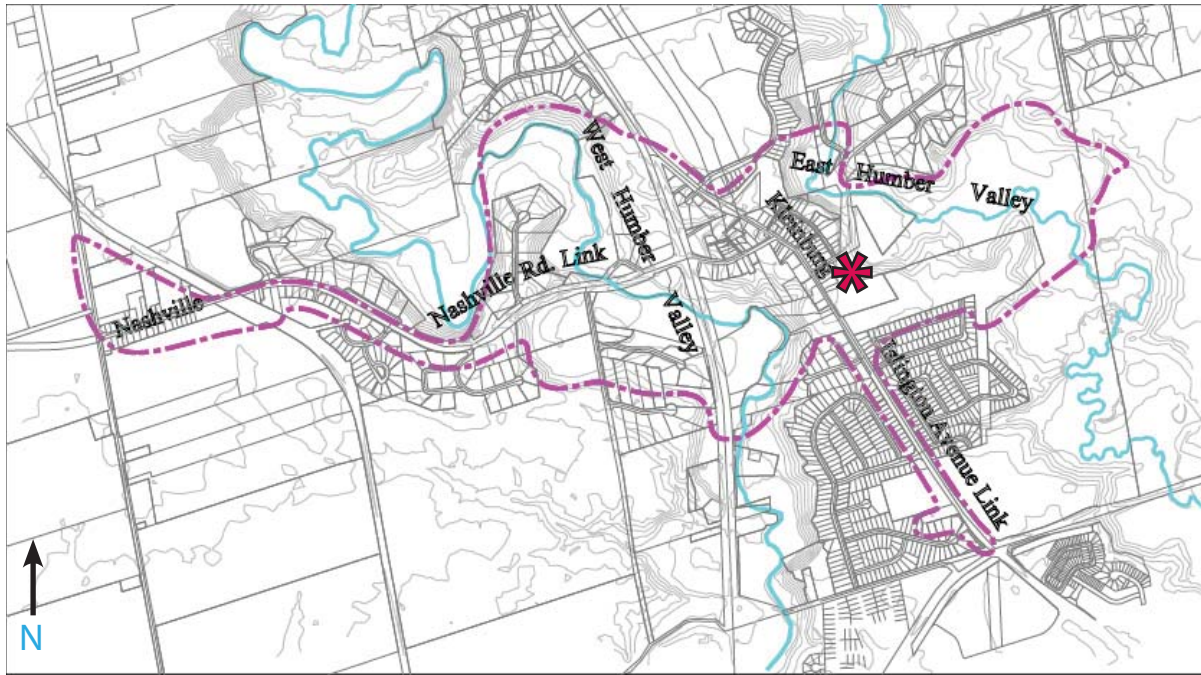 West Humber Valley
East Humber Valley
Kleinburg
Nashville Rd. Link
Nashville
Islington Avenue Link
N